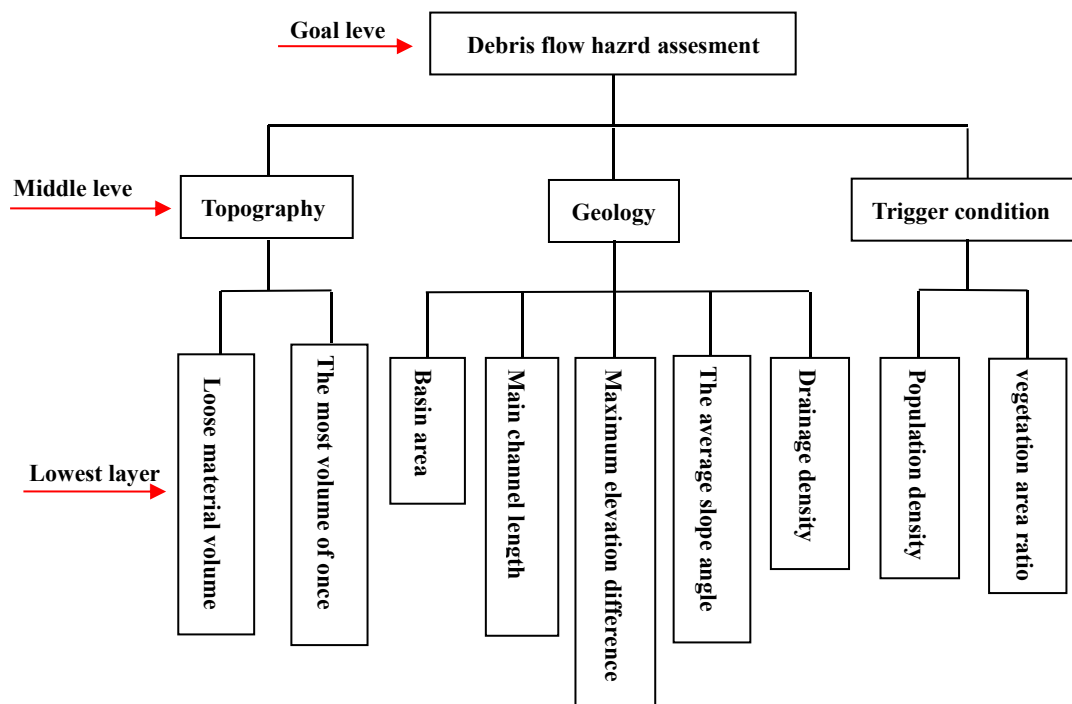 Goal leve
Debris flow hazrd assesment
Middle leve
Topography
Geology
Trigger condition
Lowest layer
Loose material volume
The most volume of once
Basin area
Main channel length
Maximum elevation difference
The average slope angle
Drainage density
Population density
vegetation area ratio